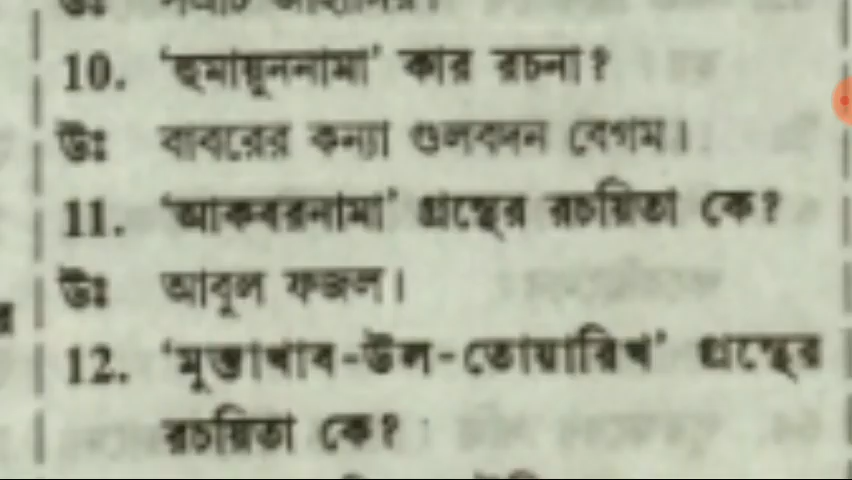 10. ‘হুমায়ূননামা’ কার রচনা?
উঃ বাবরের কন্যা গুলবদন বেগম।
11. ‘আকবরনামা’ গ্রন্থের রচয়িতা কে?
উঃ আবুল ফজল।
12. ‘মুন্তাখাব-উল-তোয়ারিখ’ গ্রন্থের
রচয়িতা কে?